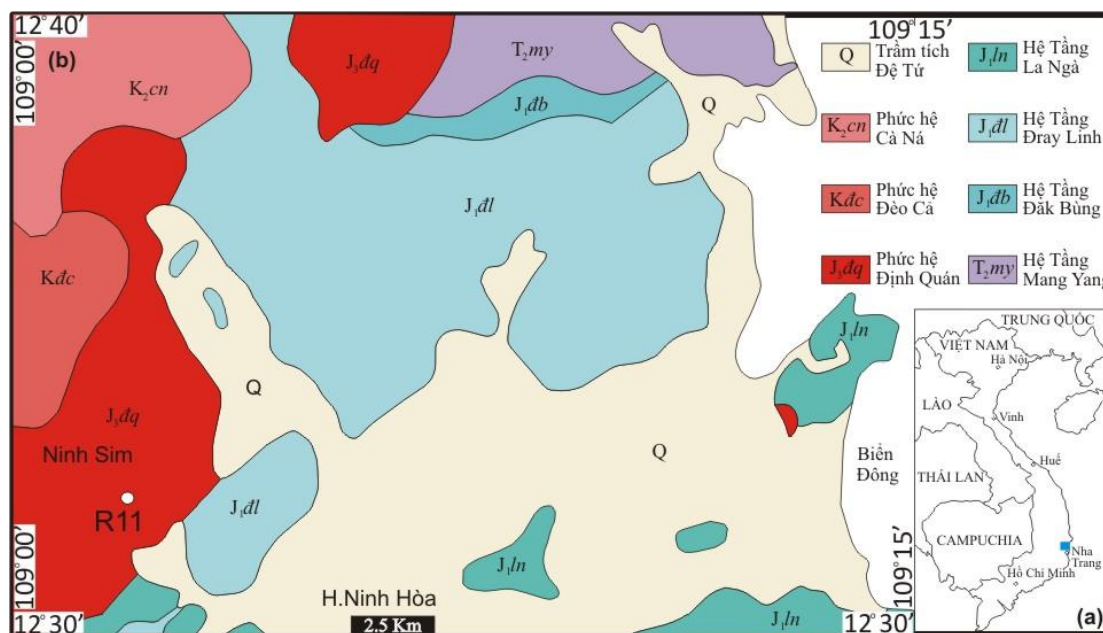 12°40’
109°00’
(b)
K₂cn
J₃đq
T₂my
J₁đb
Q
J₁đl
Kđc
Q
J₃đq
Ninh Sim
R11
J₁đl
Q
J₁ln
J₁ln
Biển
Đông
H.Ninh Hòa
2.5 Km
J₁ln
109°00’
12°30’
109°15’
12°30’
109°15’
Q
Trầm tích
Đệ Tứ
K₂cn
Phức hệ
Cà Ná
Kđc
Phức hệ
Đèo Cả
J₃đq
Phức hệ
Định Quán
J₁ln
Hệ Tầng
La Ngà
J₁đl
Hệ Tầng
Đray Linh
J₁đb
Hệ Tầng
Đăk Bùng
T₂my
Hệ Tầng
Mang Yang
TRUNG QUỐC
VIỆT NAM
Hà Nội
LÀO
Vinh
Huế
THÁI LAN
CAMPUCHIA
Nha
Trang
Hồ Chí Minh
(a)